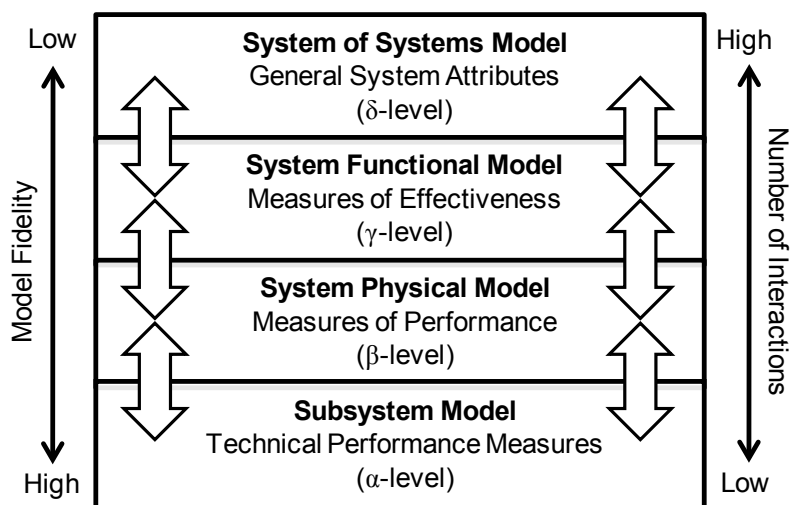 Low
System of Systems Model
High
General System Attributes
(δ-level)
System Functional Model
Measures of Effectiveness
(γ-level)
Model Fidelity
Number of Interactions
System Physical Model
Measures of Performance
(β-level)
Subsystem Model
Technical Performance Measures
(α-level)
High
Low